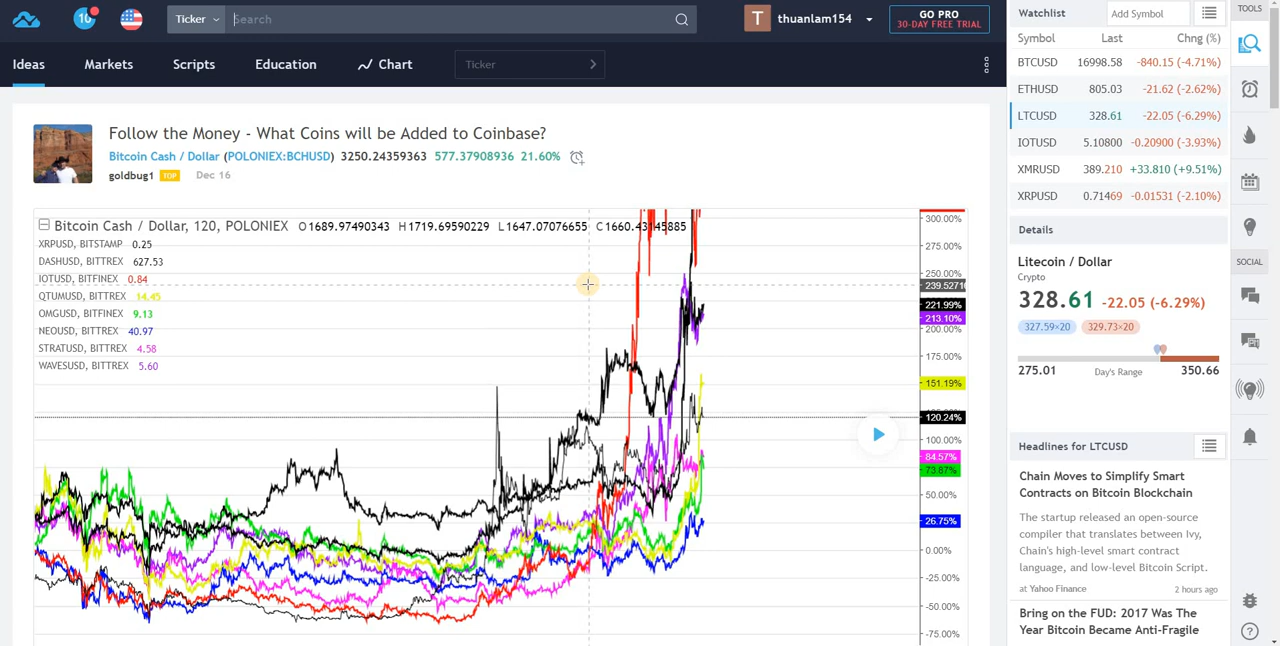 10
Ticker
Search
T
thuanlam154
GO PRO
30-DAY FREE TRIAL
Ideas
Markets
Scripts
Education
Chart
Ticker
Follow the Money - What Coins will be Added to Coinbase?
Bitcoin Cash / Dollar (POLONIEX:BCHUSD) 3250.24359363 577.37908936 21.60%
goldbug1 TOP Dec 16
Bitcoin Cash / Dollar, 120, POLONIEX O1689.97490343 H1719.69590229 L1647.07076655 C1660.43145885
XRPUSD, BITSTAMP 0.25
DASHUSD, BITTREX 627.53
IOTUSD, BITFINEX 0.84
QTUMUSD, BITTREX 14.45
OMGUSD, BITFINEX 9.13
NEOUSD, BITTREX 40.97
STRATUSD, BITTREX 4.58
WAVESUSD, BITTREX 5.60
300.00%
275.00%
250.00%
221.99%
213.10%
200.00%
175.00%
151.19%
120.24%
100.00%
84.57%
73.87%
50.00%
26.75%
0.00%
-25.00%
-50.00%
-75.00%
Watchlist
Add Symbol
Symbol Last Chng (%)
BTCUSD 16998.58 -840.15 (-4.71%)
ETHUSD 805.03 -21.62 (-2.62%)
LTCUSD 328.61 -22.05 (-6.29%)
IOTUSD 5.10800 -0.20900 (-3.93%)
XMRUSD 389.210 +33.810 (+9.51%)
XRPUSD 0.71469 -0.01531 (-2.10%)
Details
Litecoin / Dollar
Crypto
328.61 -22.05 (-6.29%)
327.59×20 329.73×20
275.01 Day's Range 350.66
Headlines for LTCUSD
Chain Moves to Simplify Smart
Contracts on Bitcoin Blockchain
The startup released an open-source
compiler that translates between Ivy,
Chain's high-level smart contract
language, and low-level Bitcoin Script.
at Yahoo Finance 2 hours ago
Bring on the FUD: 2017 Was The
Year Bitcoin Became Anti-Fragile
TOOLS
SOCIAL
?